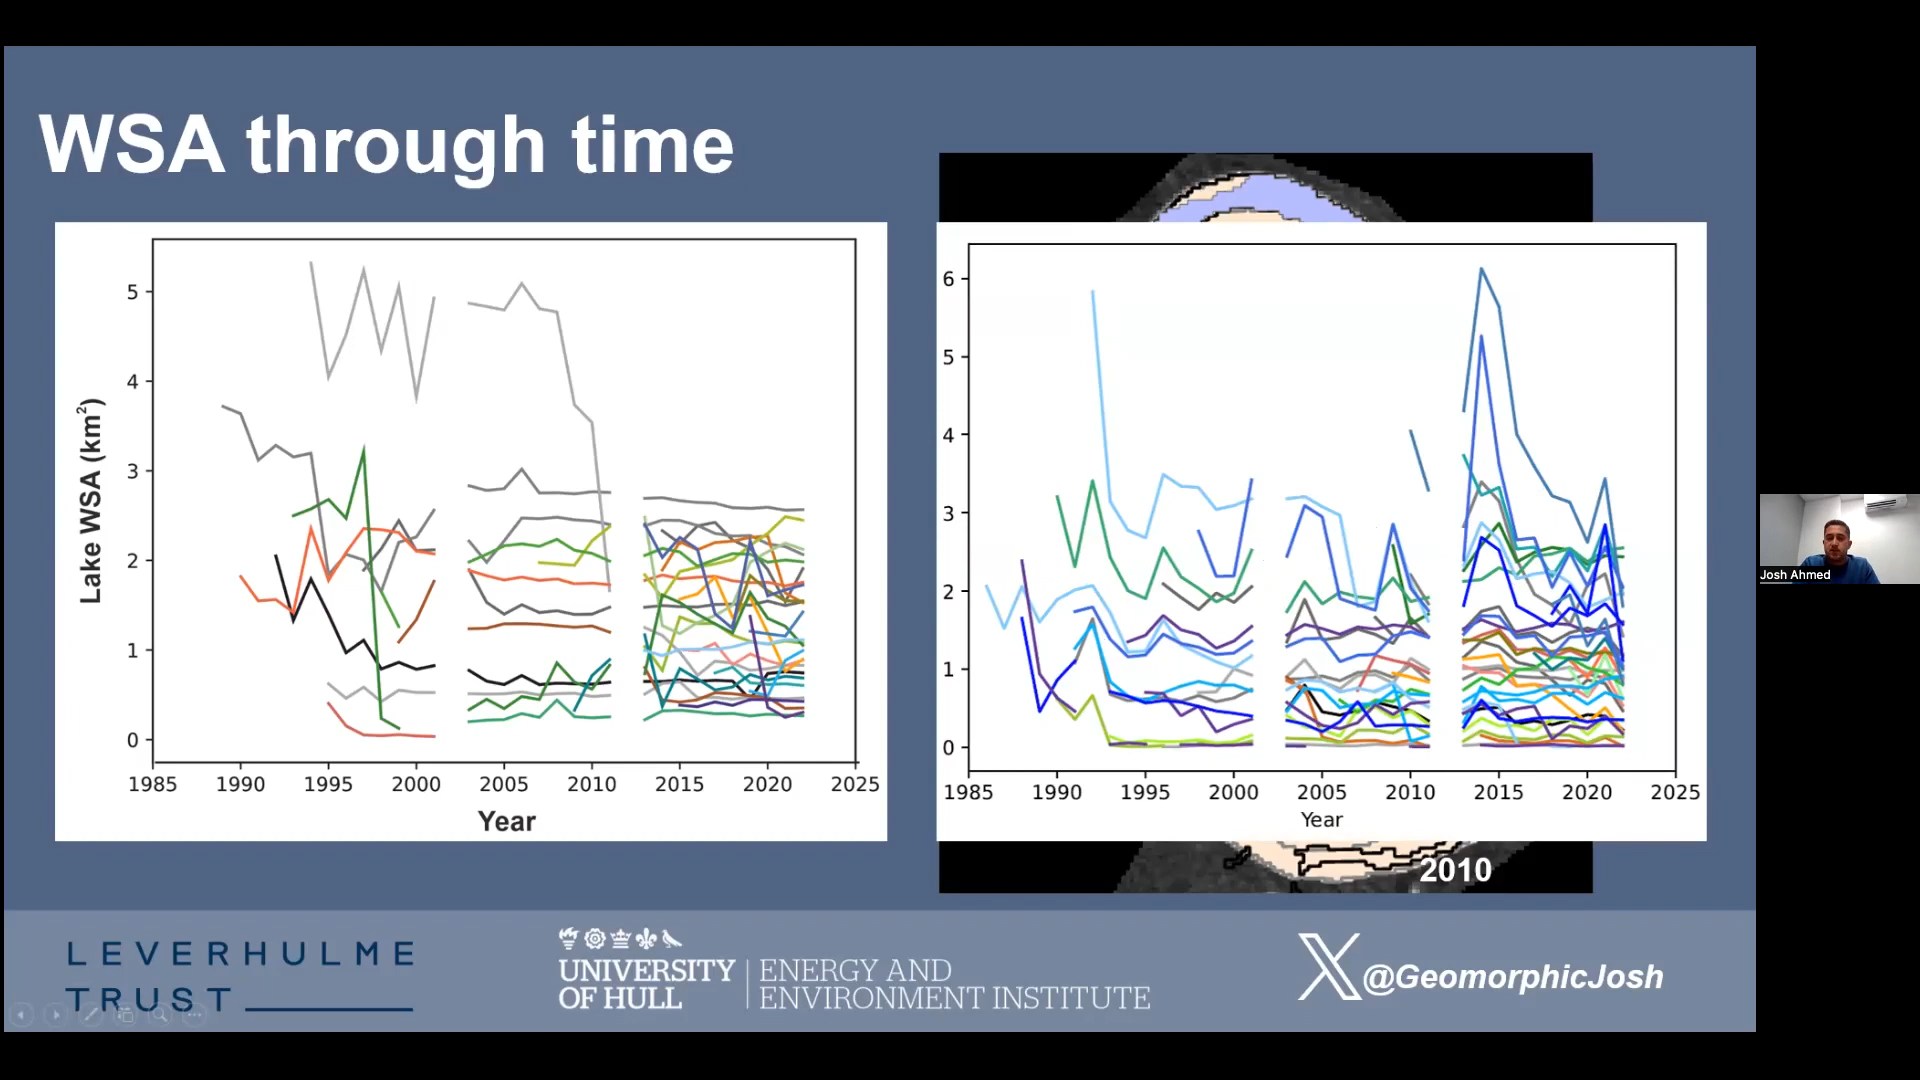 WSA through time
5
4
3
2
1
0
Lake WSA (km²)
1985 1990 1995 2000 2005 2010 2015 2020 2025
Year
6
5
4
3
2
1
0
1985 1990 1995 2000 2005 2010 2015 2020 2025
Year
2010
Josh Ahmed
LEVERHULME
TRUST
UNIVERSITY
OF HULL
ENERGY AND
ENVIRONMENT INSTITUTE
X @GeomorphicJosh